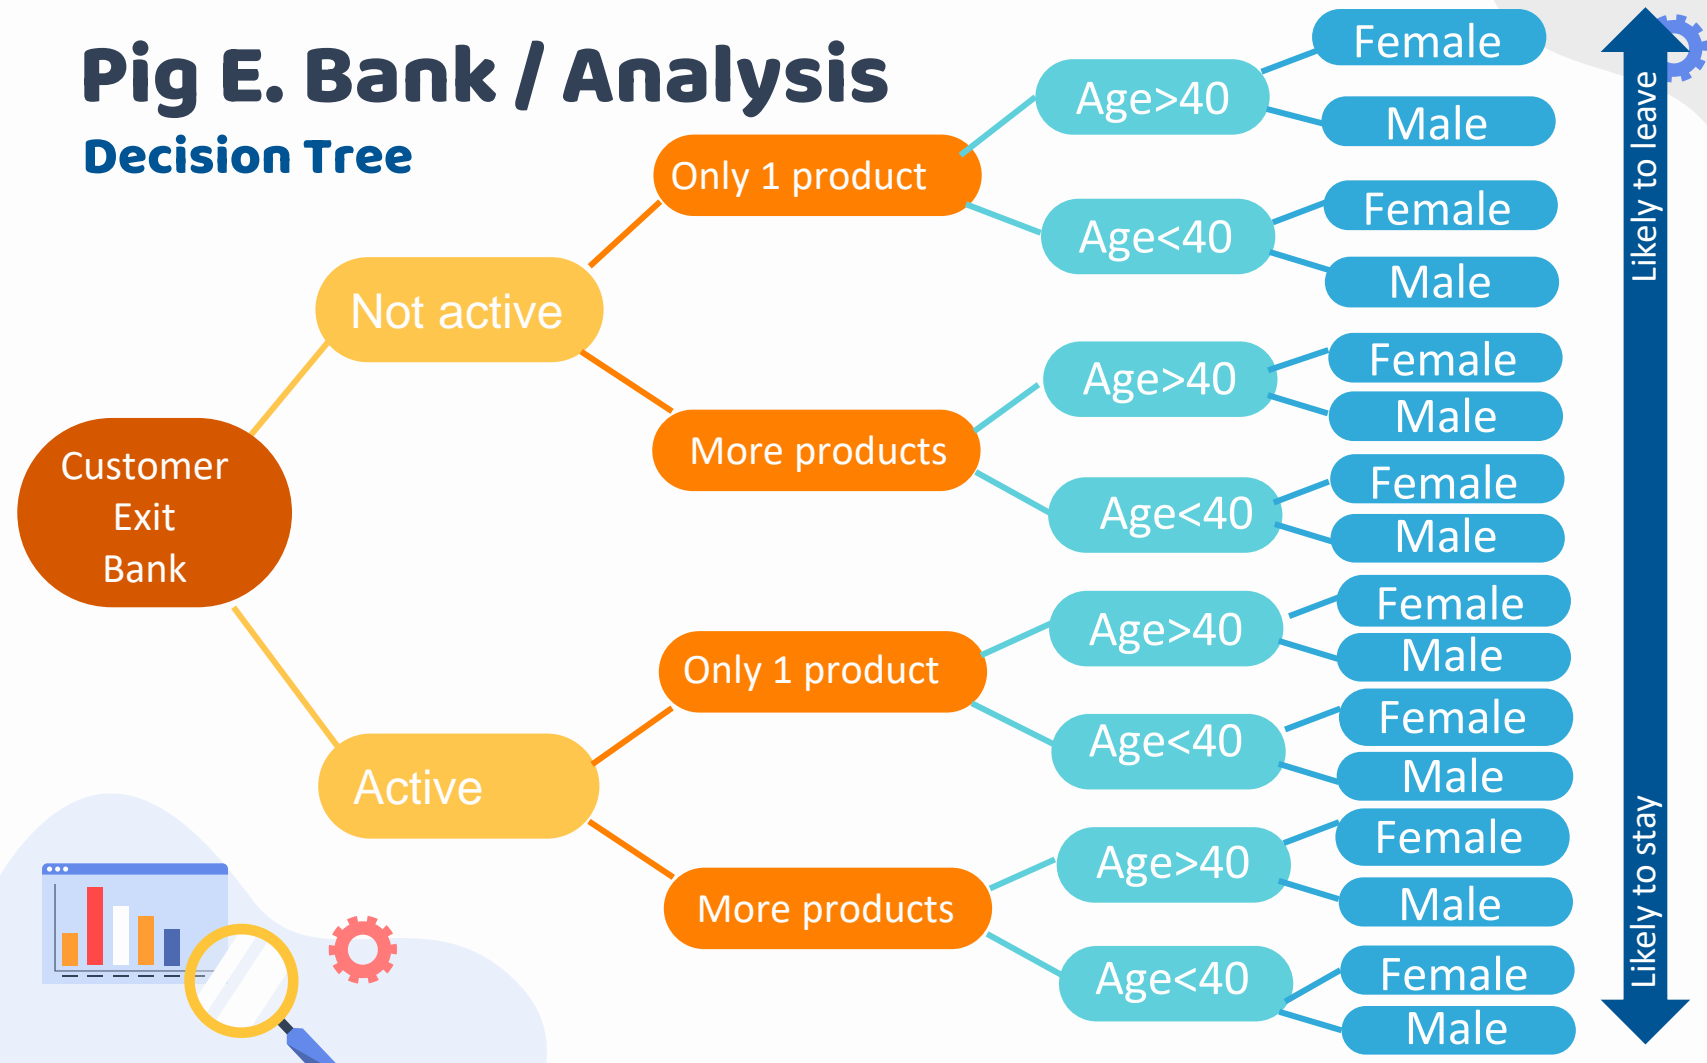 Pig E. Bank / Analysis
Decision Tree
Customer
Exit
Bank
Not active
Active
Only 1 product
More products
Only 1 product
More products
Age>40
Age<40
Age>40
Age<40
Age>40
Age<40
Age>40
Age<40
Female
Male
Female
Male
Female
Male
Female
Male
Female
Male
Female
Male
Female
Male
Female
Male
Likely to leave
Likely to stay